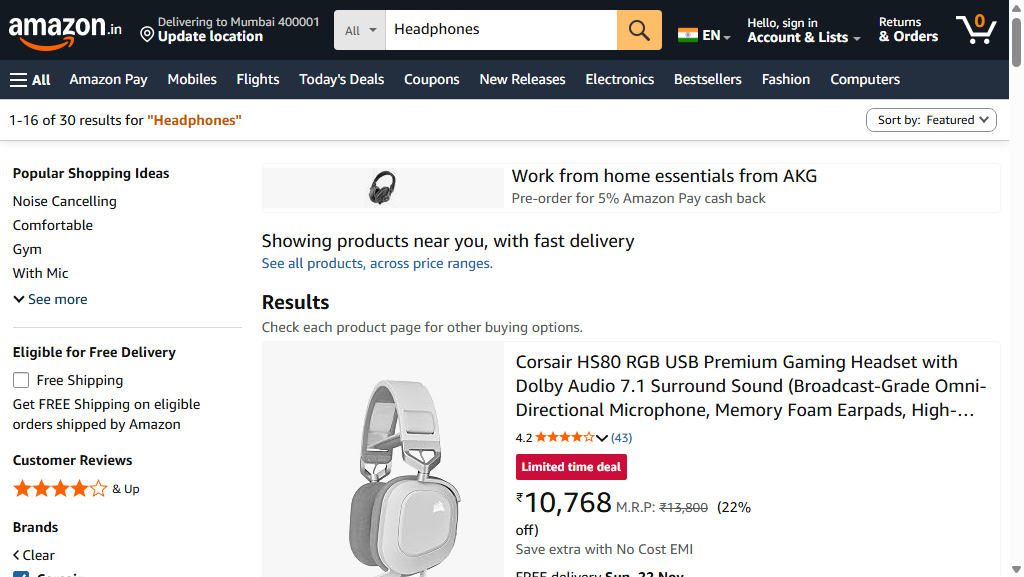 amazon.in
Delivering to Mumbai 400001
Update location
All
Headphones
EN
Hello, sign in
Account & Lists
Returns
& Orders
0
All
Amazon Pay
Mobiles
Flights
Today's Deals
Coupons
New Releases
Electronics
Bestsellers
Fashion
Computers
1-16 of 30 results for "Headphones"
Sort by: Featured
Popular Shopping Ideas
Noise Cancelling
Comfortable
Gym
With Mic
See more
Eligible for Free Delivery
Free Shipping
Get FREE Shipping on eligible
orders shipped by Amazon
Customer Reviews
& Up
Brands
Clear
Corsair
Work from home essentials from AKG
Pre-order for 5% Amazon Pay cash back
Showing products near you, with fast delivery
See all products, across price ranges.
Results
Check each product page for other buying options.
Corsair HS80 RGB USB Premium Gaming Headset with
Dolby Audio 7.1 Surround Sound (Broadcast-Grade Omni-
Directional Microphone, Memory Foam Earpads, High-…
4.2 (43)
Limited time deal
₹10,768 M.R.P: ₹13,800 (22%
off)
Save extra with No Cost EMI
FREE delivery Sun, 22 Nov